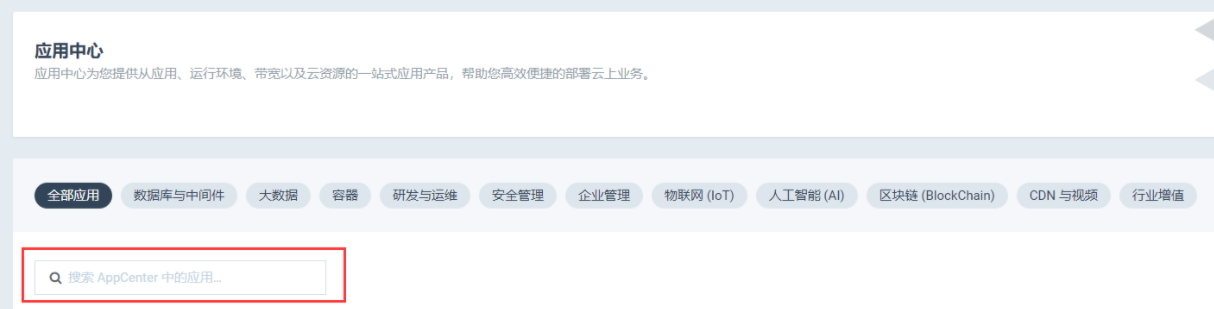 应用中心
应用中心为您提供从应用、运行环境、带宽以及云资源的一站式应用产品，帮助您高效便捷的部署云上业务。
全部应用 数据库与中间件 大数据 容器 研发与运维 安全管理 企业管理 物联网 (IoT) 人工智能 (AI) 区块链 (BlockChain) CDN 与视频 行业增值
搜索 AppCenter 中的应用...